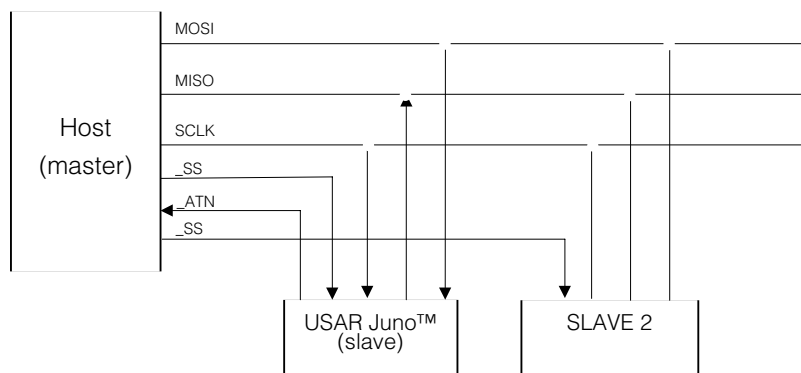 MOSI
MISO
Host
(master)
SCLK
_SS
_ATN
_SS
USAR Juno™
(slave)
SLAVE 2